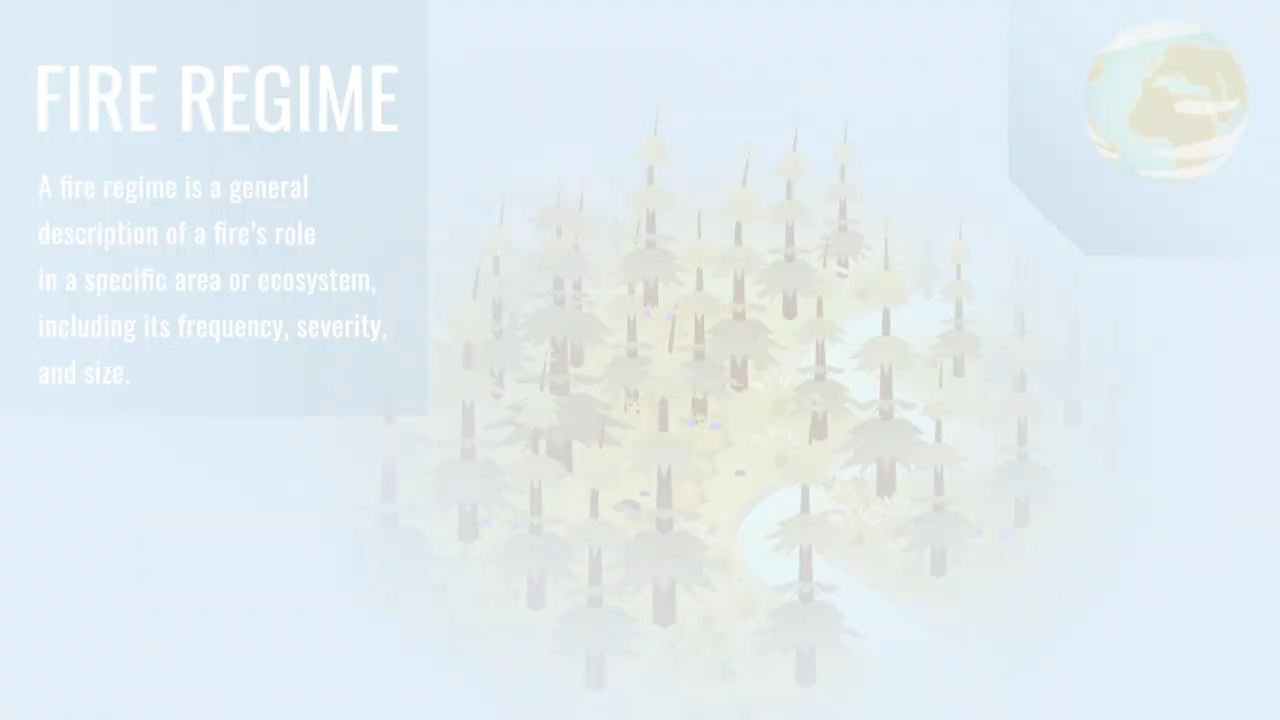 FIRE REGIME
A fire regime is a general
description of a fire's role
in a specific area or ecosystem,
including its frequency, severity,
and size.